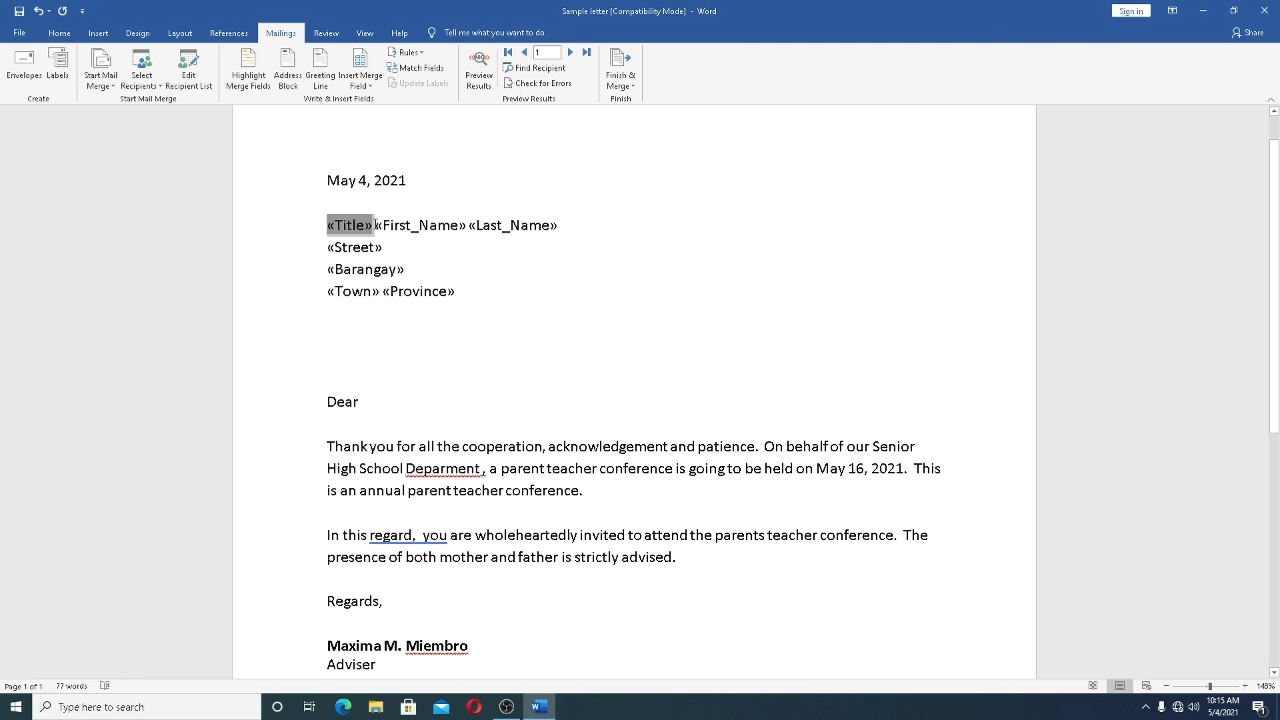 Sample letter [Compatibility Mode] - Word
Sign in
File Home Insert Design Layout References Mailings Review View Help Tell me what you want to do Share
Envelopes Labels Start Mail Merge Select Recipients Edit Recipient List Highlight Merge Fields Address Block Greeting Line Insert Merge Field Rules Match Fields Update Labels Preview Results 1 Find Recipient Check for Errors Finish & Merge
Create Start Mail Merge Write & Insert Fields Preview Results Finish
May 4, 2021
«Title» «First_Name» «Last_Name»
«Street»
«Barangay»
«Town» «Province»
Dear
Thank you for all the cooperation, acknowledgement and patience. On behalf of our Senior
High School Deparment , a parent teacher conference is going to be held on May 16, 2021. This
is an annual parent teacher conference.
In this regard, you are wholeheartedly invited to attend the parents teacher conference. The
presence of both mother and father is strictly advised.
Regards,
Maxima M. Miembro
Adviser
Page 1 of 1 77 words 148%
Type here to search
10:15 AM
5/4/2021